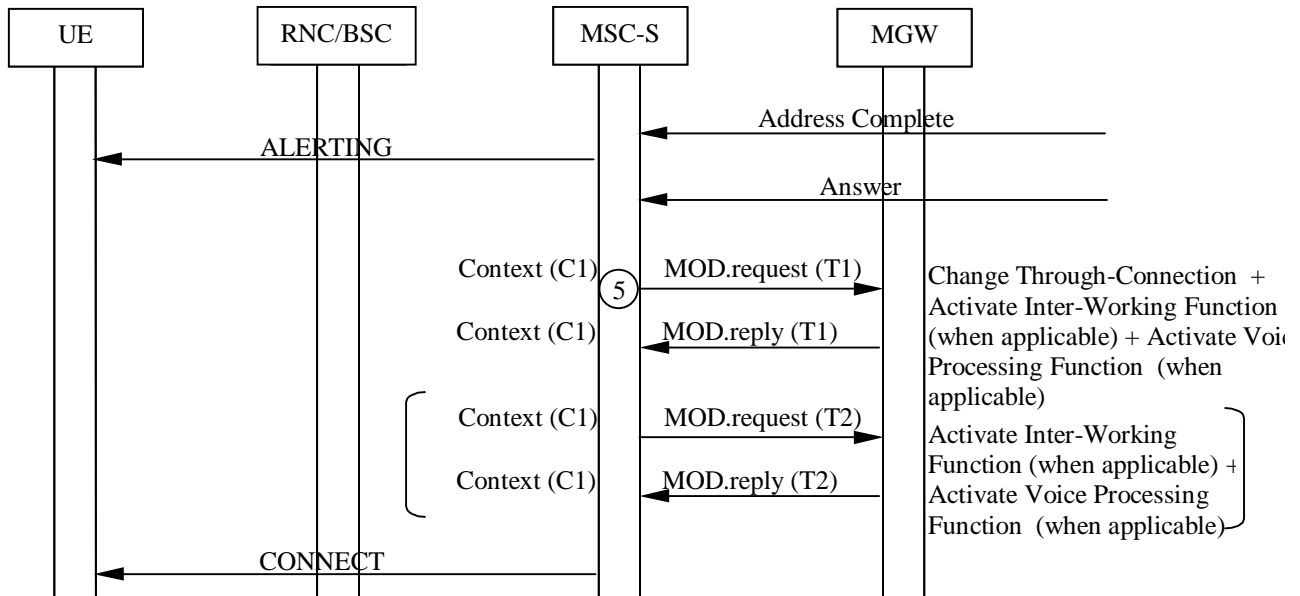 UE RNC/BSC MSC-S MGW
Address Complete
ALERTING
Answer
Context (C1) 5 MOD.request (T1)
Context (C1) MOD.reply (T1)
Change Through-Connection +
Activate Inter-Working Function
(when applicable) + Activate Voi
Processing Function (when
applicable)
Context (C1) MOD.request (T2)
Context (C1) MOD.reply (T2)
Activate Inter-Working
Function (when applicable) +
Activate Voice Processing
Function (when applicable)
CONNECT